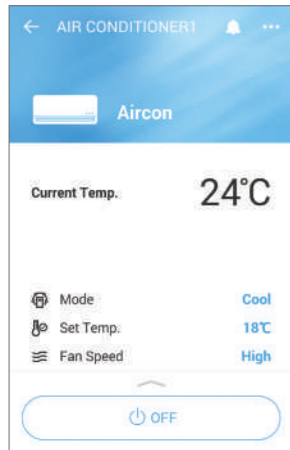 AIR CONDITIONER1
Aircon
Current Temp. 24°C
Mode Cool
Set Temp. 18℃
Fan Speed High
OFF